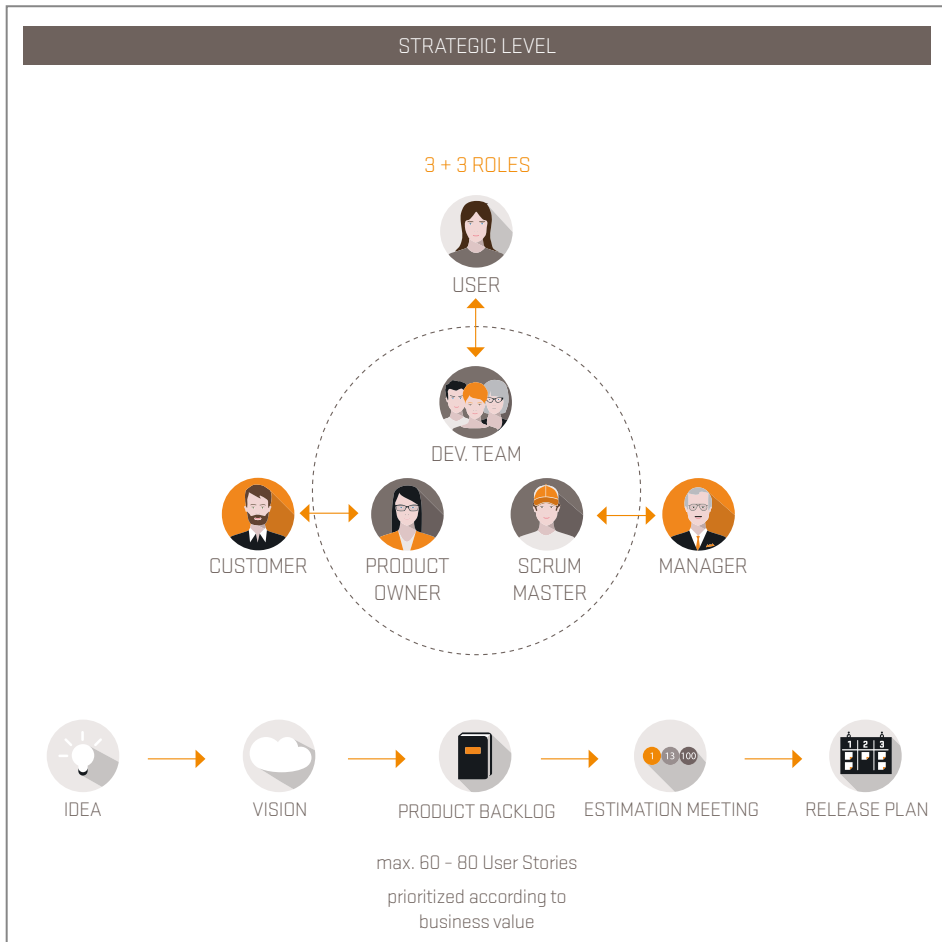 STRATEGIC LEVEL
3 + 3 ROLES
USER
DEV. TEAM
CUSTOMER
PRODUCT
OWNER
SCRUM
MASTER
MANAGER
1 13 100
1 2 3
IDEA
VISION
PRODUCT BACKLOG
ESTIMATION MEETING
RELEASE PLAN
max. 60 – 80 User Stories
prioritized according to
business value